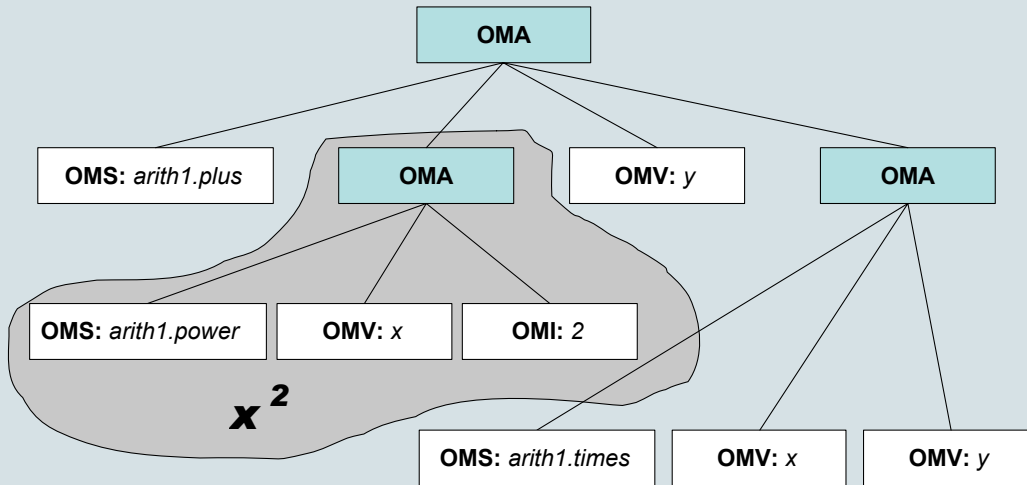 OMA
OMS: arith1.plus
OMA
OMV: y
OMA
OMS: arith1.power
OMV: x
OMI: 2
x 2
OMS: arith1.times
OMV: x
OMV: y